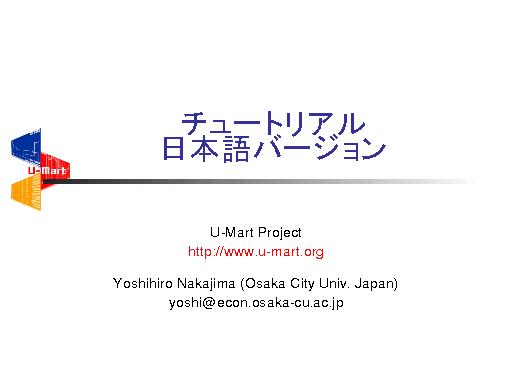 チュートリアル
日本語バージョン
U-Mart
U-Mart Project
http://www.u-mart.org
Yoshihiro Nakajima (Osaka City Univ. Japan)
yoshi@econ.osaka-cu.ac.jp